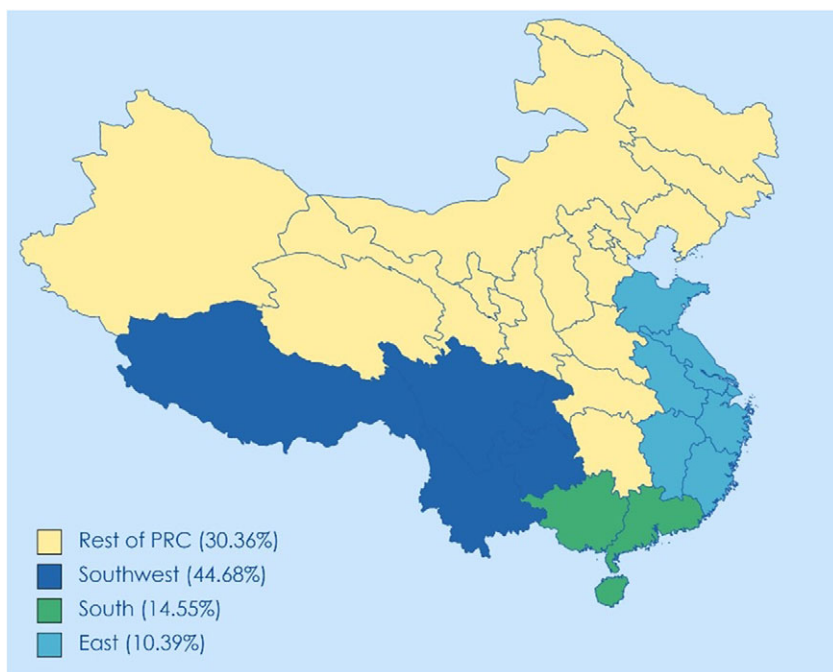 Rest of PRC (30.36%)
Southwest (44.68%)
South (14.55%)
East (10.39%)